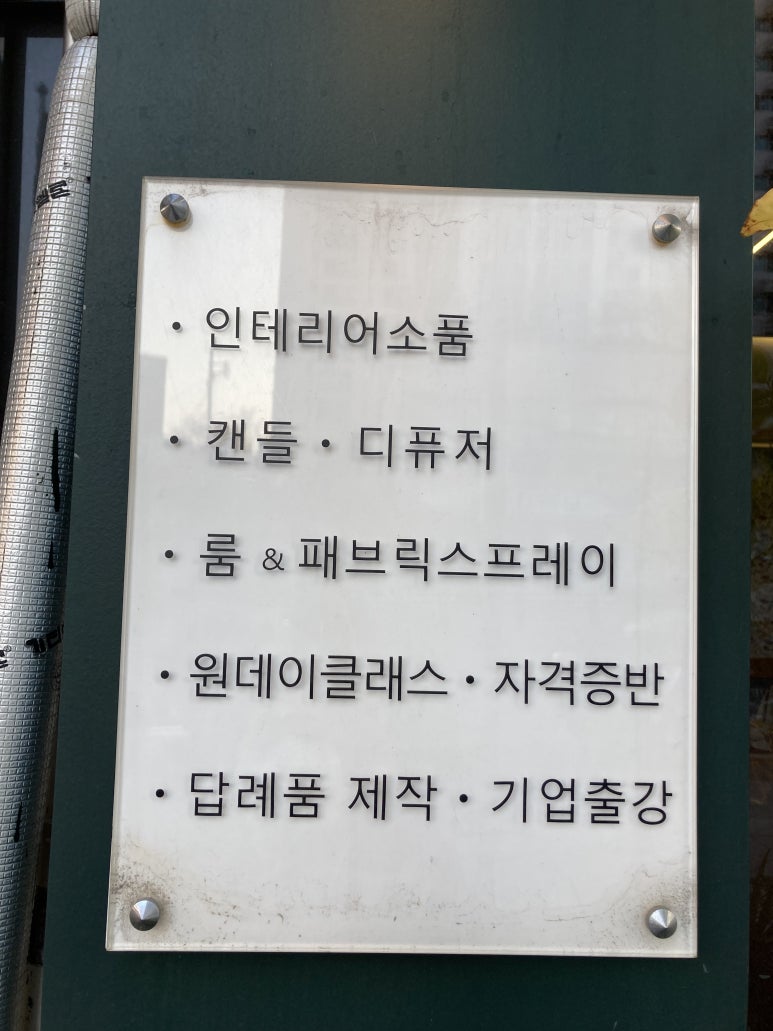 · 인테리어소품
· 캔들 · 디퓨저
· 룸 & 패브릭스프레이
· 원데이클래스 · 자격증반
· 답례품 제작 · 기업출강